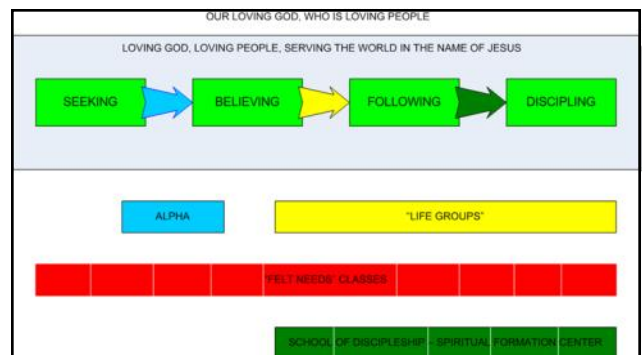 OUR LOVING GOD, WHO IS LOVING PEOPLE
LOVING GOD, LOVING PEOPLE, SERVING THE WORLD IN THE NAME OF JESUS
SEEKING
BELIEVING
FOLLOWING
DISCIPLING
ALPHA
"LIFE GROUPS"
"FELT NEEDS" CLASSES
SCHOOL OF DISCIPLESHIP - SPIRITUAL FORMATION CENTER